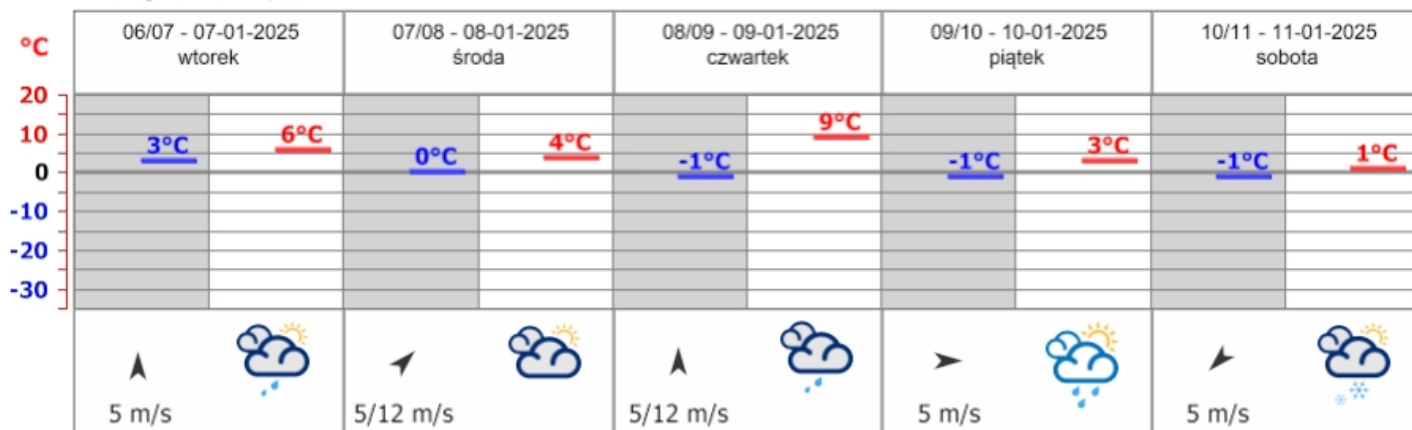 06/07 - 07-01-2025
wtorek
07/08 - 08-01-2025
środa
08/09 - 09-01-2025
czwartek
09/10 - 10-01-2025
piątek
10/11 - 11-01-2025
sobota
°C
20
10
0
-10
-20
-30
3°C 6°C 0°C 4°C -1°C 9°C -1°C 3°C -1°C 1°C
5 m/s 5/12 m/s 5/12 m/s 5 m/s 5 m/s